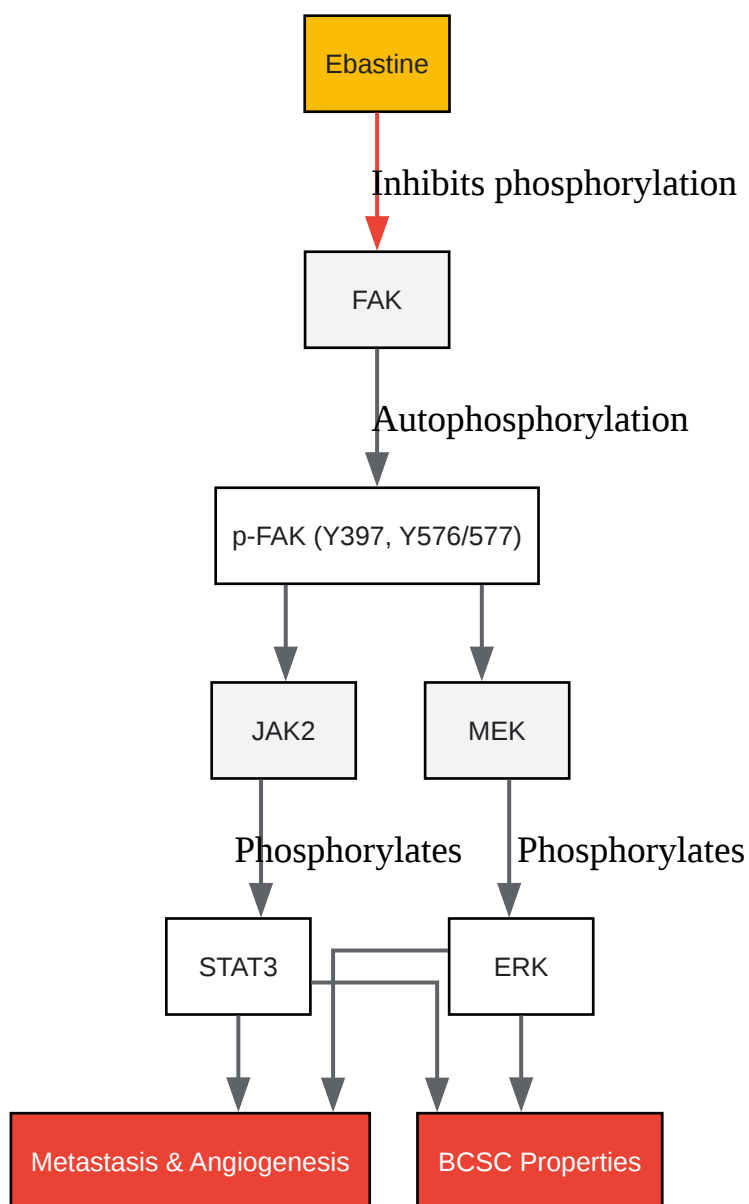 Ebastine
Inhibits phosphorylation
FAK
Autophosphorylation
p-FAK (Y397, Y576/577)
JAK2
MEK
Phosphorylates
Phosphorylates
STAT3
ERK
Metastasis & Angiogenesis
BCSC Properties